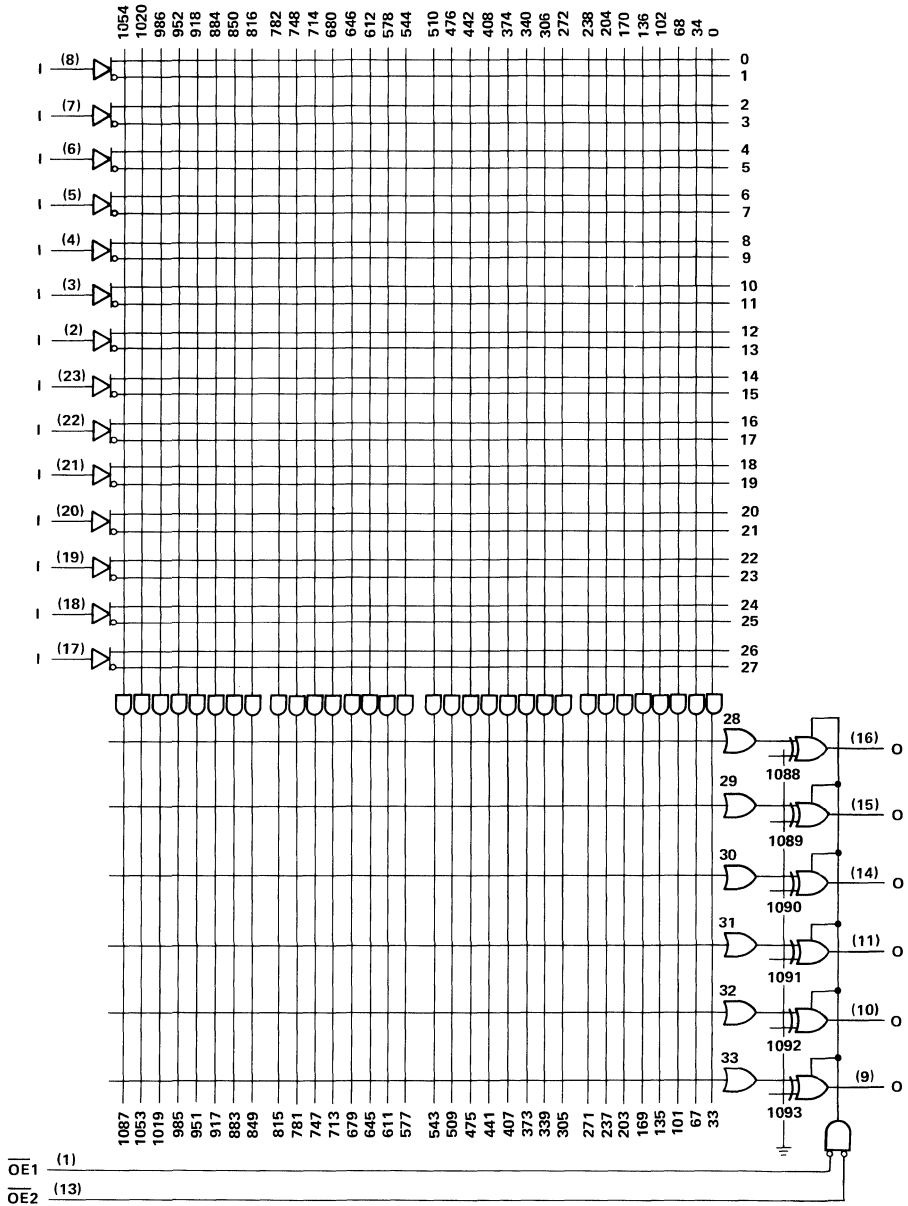 1054 1020 986 952 918 884 850 816 782 748 714 680 646 612 578 544 510 476 442 408 374 340 306 272 238 204 170 136 102 68 34 0
I (8) 0
1
I (7) 2
3
I (6) 4
5
I (5) 6
7
I (4) 8
9
I (3) 10
11
I (2) 12
13
I (23) 14
15
I (22) 16
17
I (21) 18
19
I (20) 20
21
I (19) 22
23
I (18) 24
25
I (17) 26
27
28
(16) O
1088
29
(15) O
1089
30
(14) O
1090
31
(11) O
1091
32
(10) O
1092
33
(9) O
1093
1087 1053 1019 985 951 917 883 849 815 781 747 713 679 645 611 577 543 509 475 441 407 373 339 305 271 237 203 169 135 101 67 33
OE1 (1)
OE2 (13)